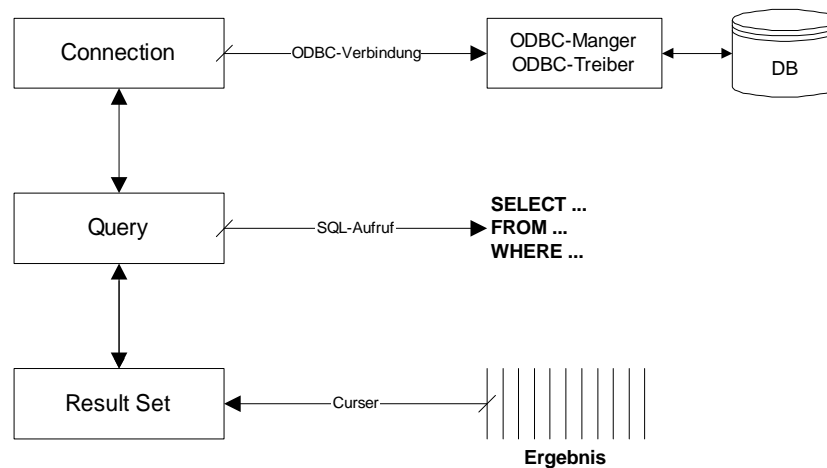 Connection
ODBC-Verbindung
ODBC-Manger
ODBC-Treiber
DB
Query
SQL-Aufruf
SELECT ...
FROM ...
WHERE ...
Result Set
Curser
Ergebnis